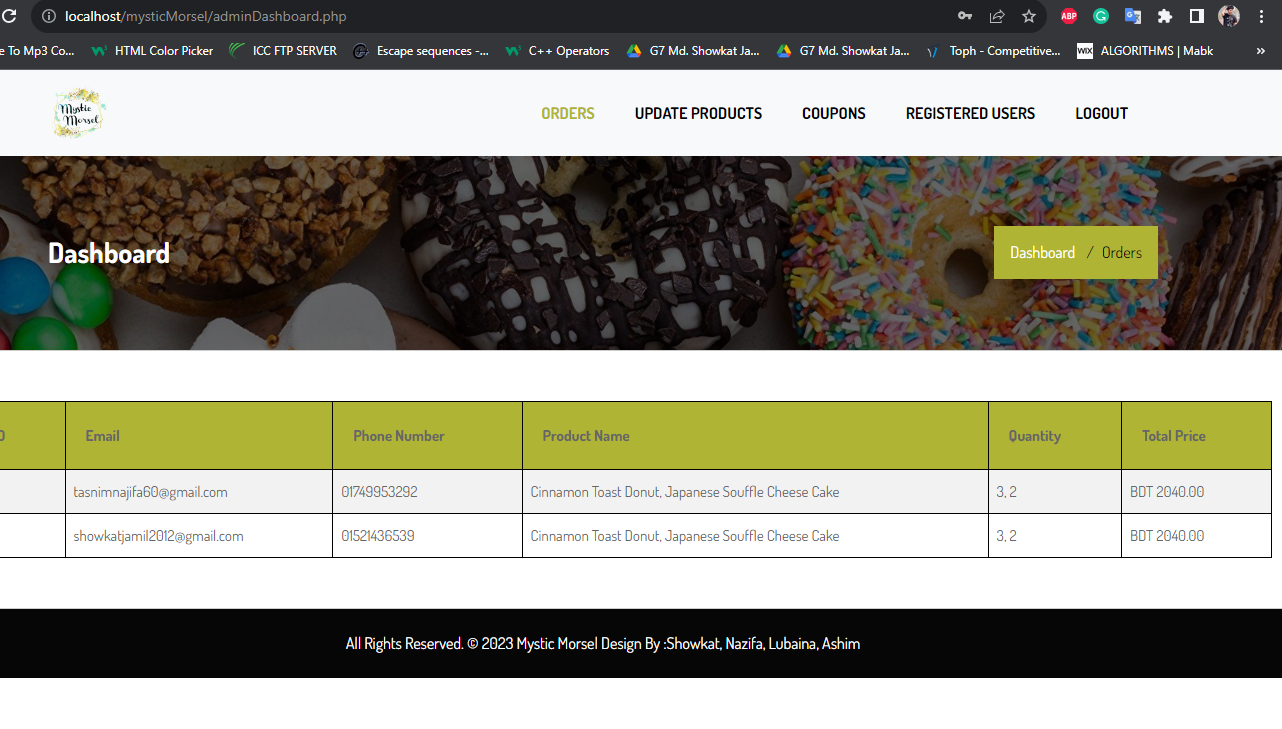 localhost/mysticMorsel/adminDashboard.php
ABP
e To Mp3 Co... HTML Color Picker ICC FTP SERVER Escape sequences -... C++ Operators G7 Md. Showkat Ja... G7 Md. Showkat Ja... Toph - Competitive... WIX ALGORITHMS | Mabk »
Mystic
Morsel
ORDERS UPDATE PRODUCTS COUPONS REGISTERED USERS LOGOUT
Dashboard
Dashboard / Orders
Email Phone Number Product Name Quantity Total Price
tasnimnajifa60@gmail.com 01749953292 Cinnamon Toast Donut, Japanese Souffle Cheese Cake 3, 2 BDT 2040.00
showkatjamil2012@gmail.com 01521436539 Cinnamon Toast Donut, Japanese Souffle Cheese Cake 3, 2 BDT 2040.00
All Rights Reserved. © 2023 Mystic Morsel Design By :Showkat, Nazifa, Lubaina, Ashim